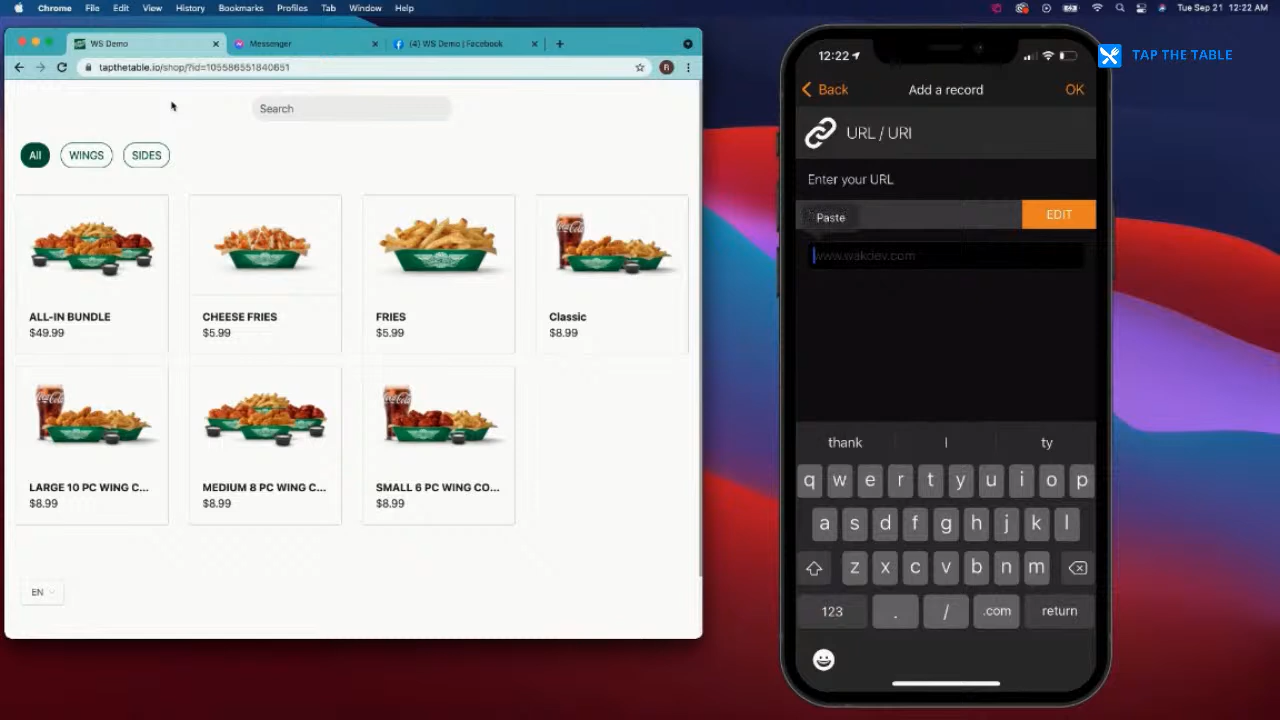 Chrome File Edit View History Bookmarks Profiles Tab Window Help
Tue Sep 21 12:22 AM
WS Demo
Messenger
(4) WS Demo | Facebook
tapthetable.io/shop/?id=105586551840651
Search
All
WINGS
SIDES
ALL-IN BUNDLE
$49.99
CHEESE FRIES
$5.99
FRIES
$5.99
Classic
$8.99
LARGE 10 PC WING C...
$8.99
MEDIUM 8 PC WING C...
$8.99
SMALL 6 PC WING CO...
$8.99
EN
12:22
Back
Add a record
OK
URL / URI
Enter your URL
Paste
EDIT
www.wakdev.com
thank
I
ty
q w e r t y u i o p
a s d f g h j k l
z x c v b n m
123 . / .com return
TAP THE TABLE